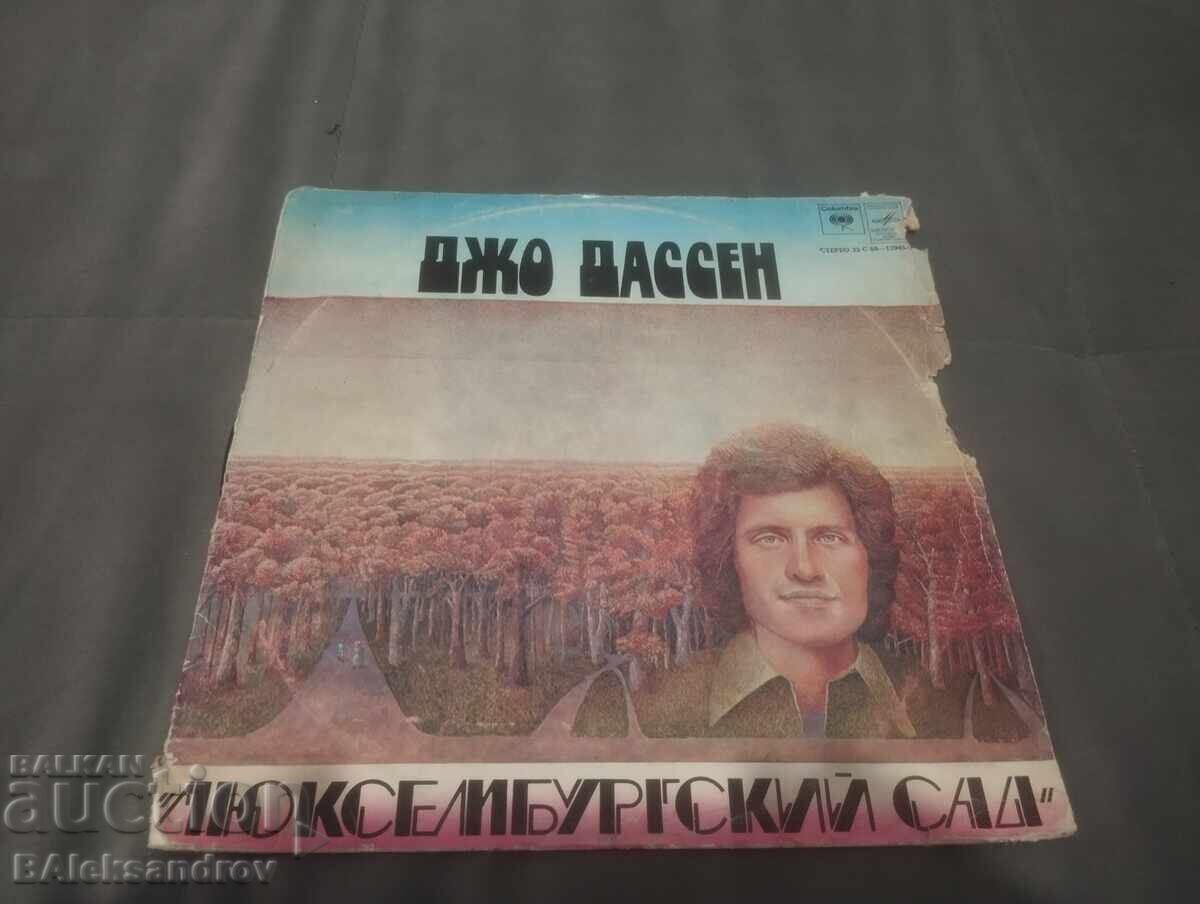 Columbia
СТЕРЕО 33 С 60-
ДЖО ДАССЕН
"ЛЮКСЕМБУРГСКИЙ САД"
BALKAN
auction
BAleksandrov